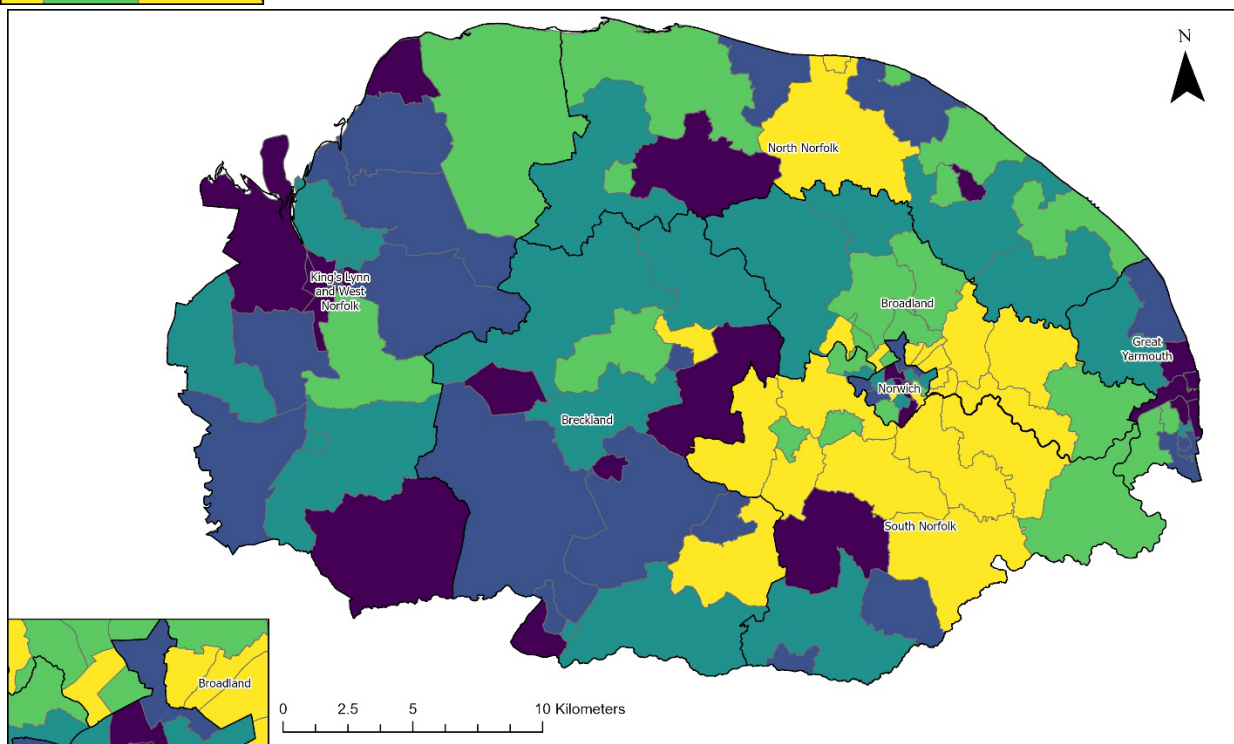 N
North Norfolk
King's Lynn
and West
Norfolk
Broadland
Great
Yarmouth
Norwich
Breckland
South Norfolk
Broadland
0 2.5 5 10 Kilometers